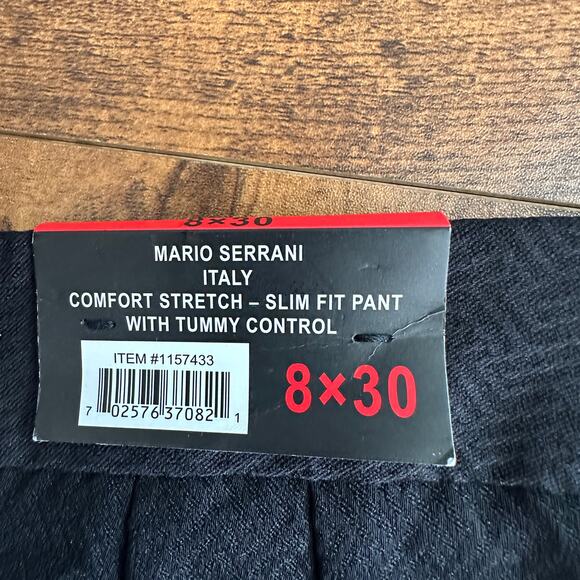 8×30
MARIO SERRANI
ITALY
COMFORT STRETCH – SLIM FIT PANT
WITH TUMMY CONTROL
ITEM #1157433
7 02576 37082 1
8×30